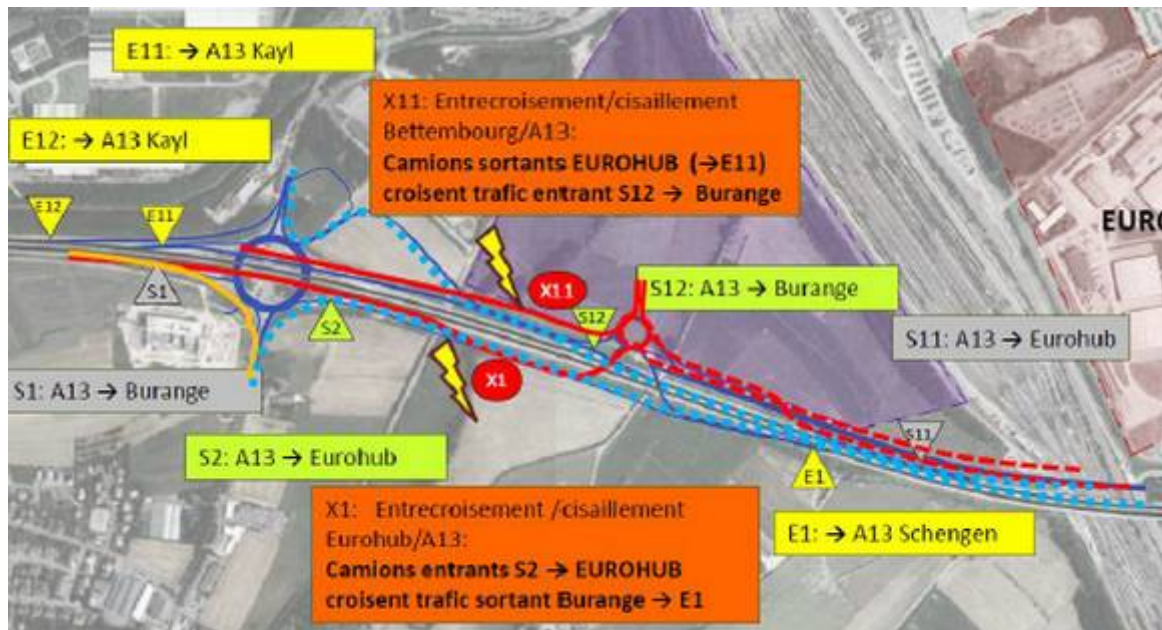 E11: → A13 Kayl
X11: Entrecroisement/cisaillement
Bettembourg/A13:
Camions sortants EUROHUB (→E11)
croisent trafic entrant S12 → Burange
E12: → A13 Kayl
E12
E11
EURO
X11
S12: A13 → Burange
S12
S1
S2
S11: A13 → Eurohub
X1
S1: A13 → Burange
S11
S2: A13 → Eurohub
E1
X1: Entrecroisement /cisaillement
Eurohub/A13:
Camions entrants S2 → EUROHUB
croisent trafic sortant Burange → E1
E1: → A13 Schengen